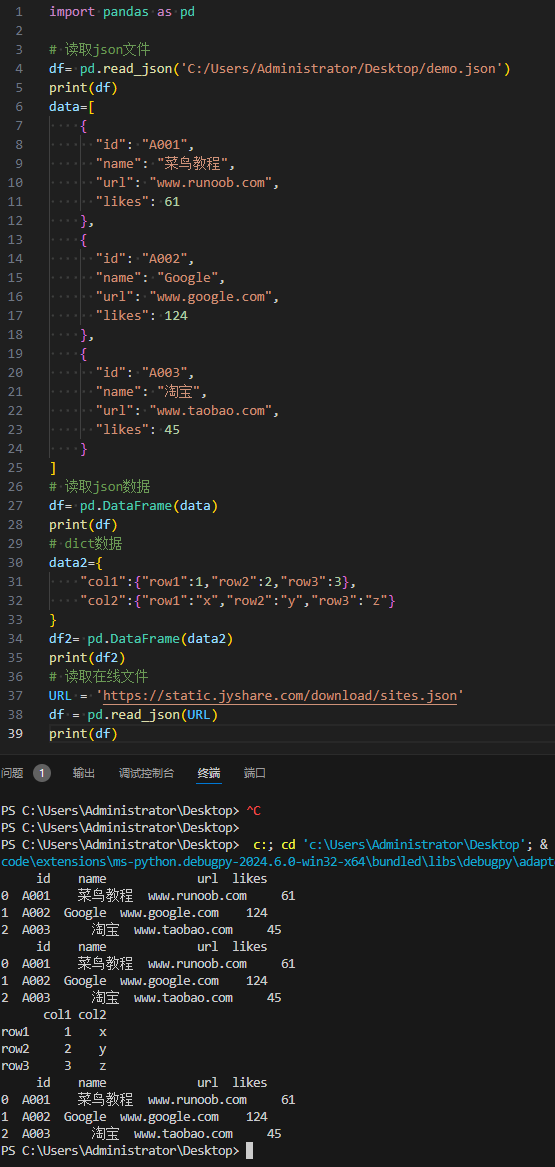 1 import pandas as pd
2
3 # 读取json文件
4 df= pd.read_json('C:/Users/Administrator/Desktop/demo.json')
5 print(df)
6 data=[
7 {
8 "id": "A001",
9 "name": "菜鸟教程",
10 "url": "www.runoob.com",
11 "likes": 61
12 },
13 {
14 "id": "A002",
15 "name": "Google",
16 "url": "www.google.com",
17 "likes": 124
18 },
19 {
20 "id": "A003",
21 "name": "淘宝",
22 "url": "www.taobao.com",
23 "likes": 45
24 }
25 ]
26 # 读取json数据
27 df= pd.DataFrame(data)
28 print(df)
29 # dict数据
30 data2={
31 "col1":{"row1":1,"row2":2,"row3":3},
32 "col2":{"row1":"x","row2":"y","row3":"z"}
33 }
34 df2= pd.DataFrame(data2)
35 print(df2)
36 # 读取在线文件
37 URL = 'https://static.jyshare.com/download/sites.json'
38 df = pd.read_json(URL)
39 print(df)
问题 1 输出 调试控制台 终端 端口
PS C:\Users\Administrator\Desktop> ^C
PS C:\Users\Administrator\Desktop>
PS C:\Users\Administrator\Desktop> c:; cd 'c:\Users\Administrator\Desktop'; &
code\extensions\ms-python.debugpy-2024.6.0-win32-x64\bundled\libs\debugpy\adapt
id name url likes
0 A001 菜鸟教程 www.runoob.com 61
1 A002 Google www.google.com 124
2 A003 淘宝 www.taobao.com 45
id name url likes
0 A001 菜鸟教程 www.runoob.com 61
1 A002 Google www.google.com 124
2 A003 淘宝 www.taobao.com 45
col1 col2
row1 1 x
row2 2 y
row3 3 z
id name url likes
0 A001 菜鸟教程 www.runoob.com 61
1 A002 Google www.google.com 124
2 A003 淘宝 www.taobao.com 45
PS C:\Users\Administrator\Desktop>